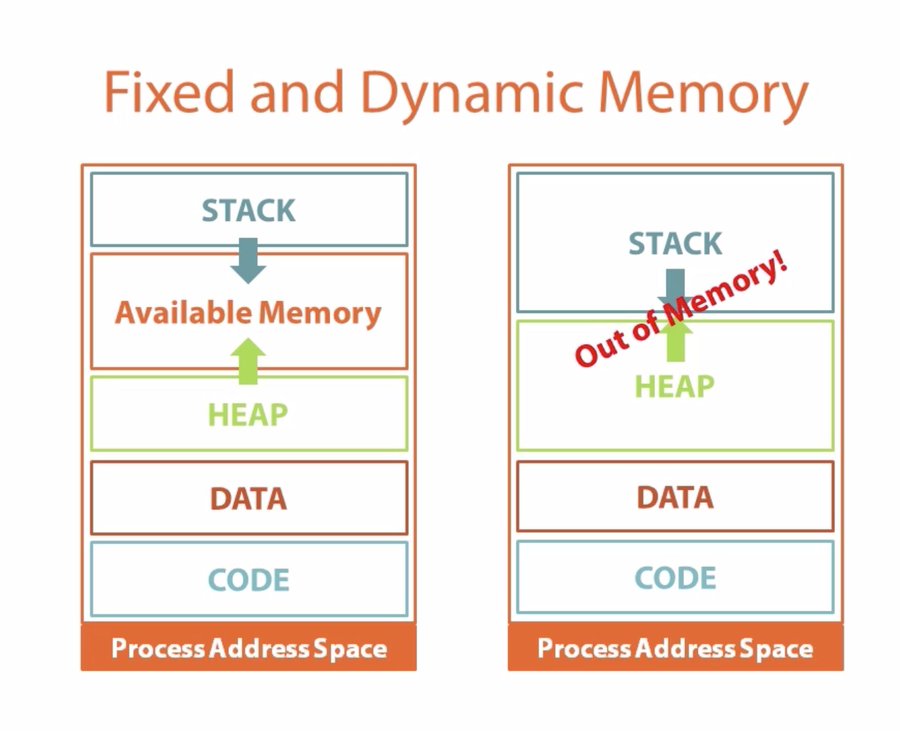 Fixed and Dynamic Memory
STACK
Available Memory
HEAP
DATA
CODE
Process Address Space
STACK
Out of Memory!
HEAP
DATA
CODE
Process Address Space